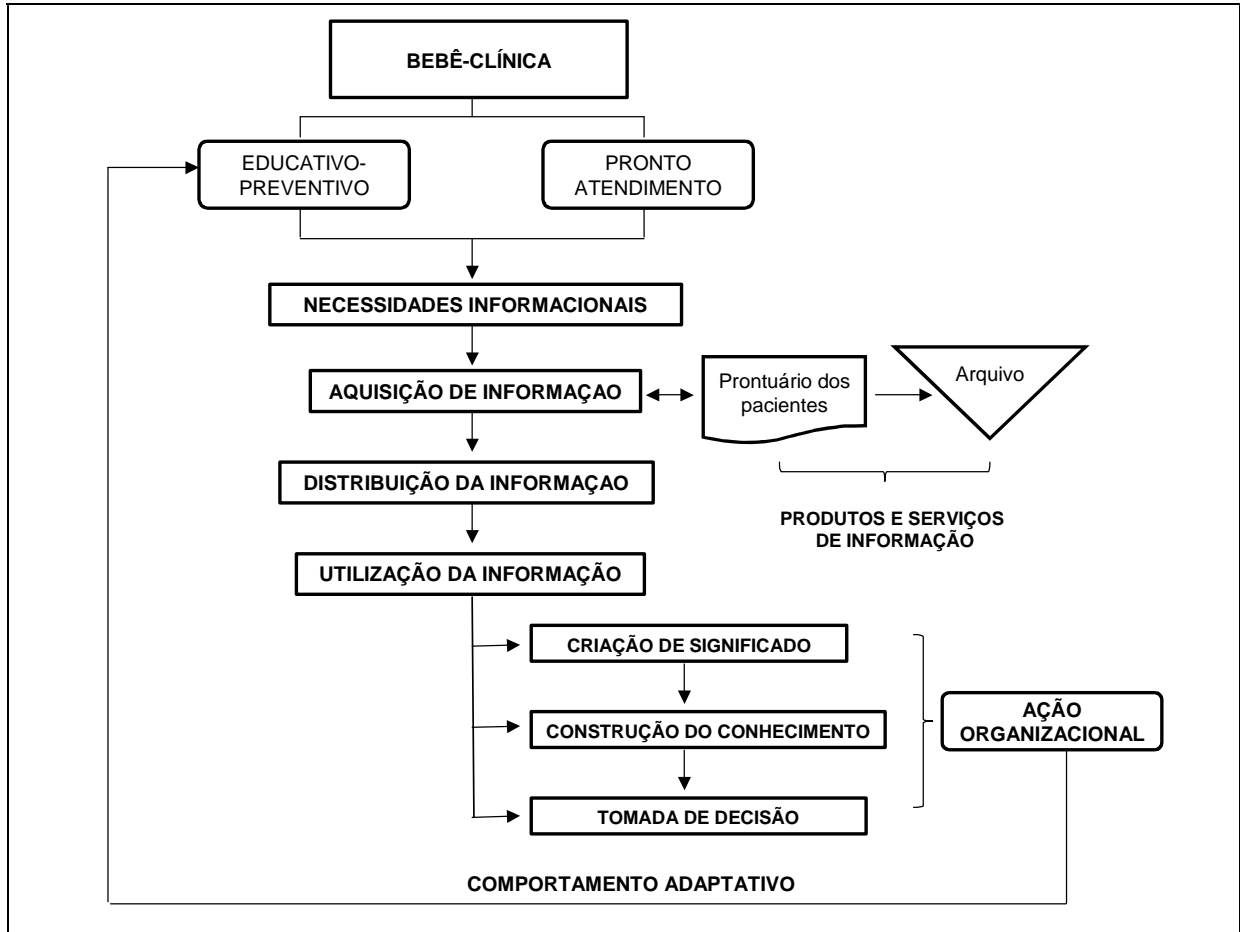 BEBÊ-CLÍNICA
EDUCATIVO-
PREVENTIVO
PRONTO
ATENDIMENTO
NECESSIDADES INFORMACIONAIS
AQUISIÇÃO DE INFORMAÇAO
Prontuário dos
pacientes
Arquivo
DISTRIBUIÇÃO DA INFORMAÇAO
PRODUTOS E SERVIÇOS
DE INFORMAÇÃO
UTILIZAÇÃO DA INFORMAÇÃO
CRIAÇÃO DE SIGNIFICADO
CONSTRUÇÃO DO CONHECIMENTO
AÇÃO
ORGANIZACIONAL
TOMADA DE DECISÃO
COMPORTAMENTO ADAPTATIVO